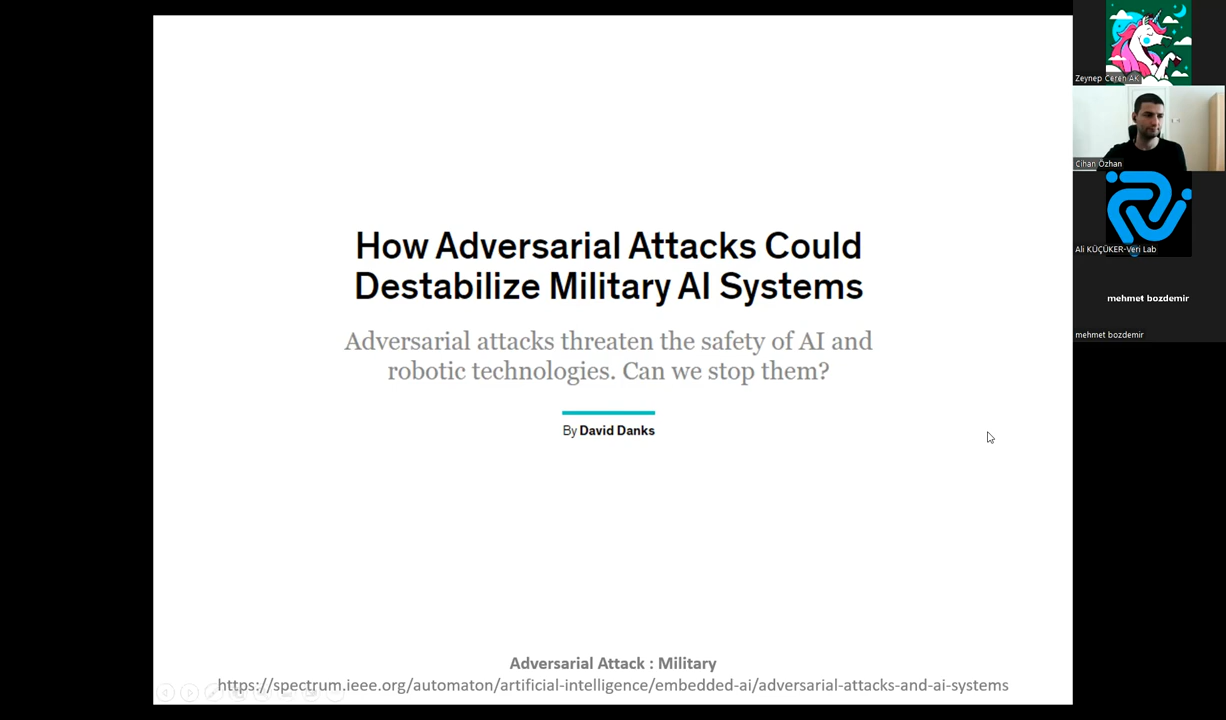 How Adversarial Attacks Could
Destabilize Military AI Systems
Adversarial attacks threaten the safety of AI and
robotic technologies. Can we stop them?
By David Danks
Adversarial Attack : Military
https://spectrum.ieee.org/automaton/artificial-intelligence/embedded-ai/adversarial-attacks-and-ai-systems
Zeynep Ceren AK
Cihan Özhan
Ali KÜÇÜKER-Veri Lab
mehmet bozdemir
mehmet bozdemir